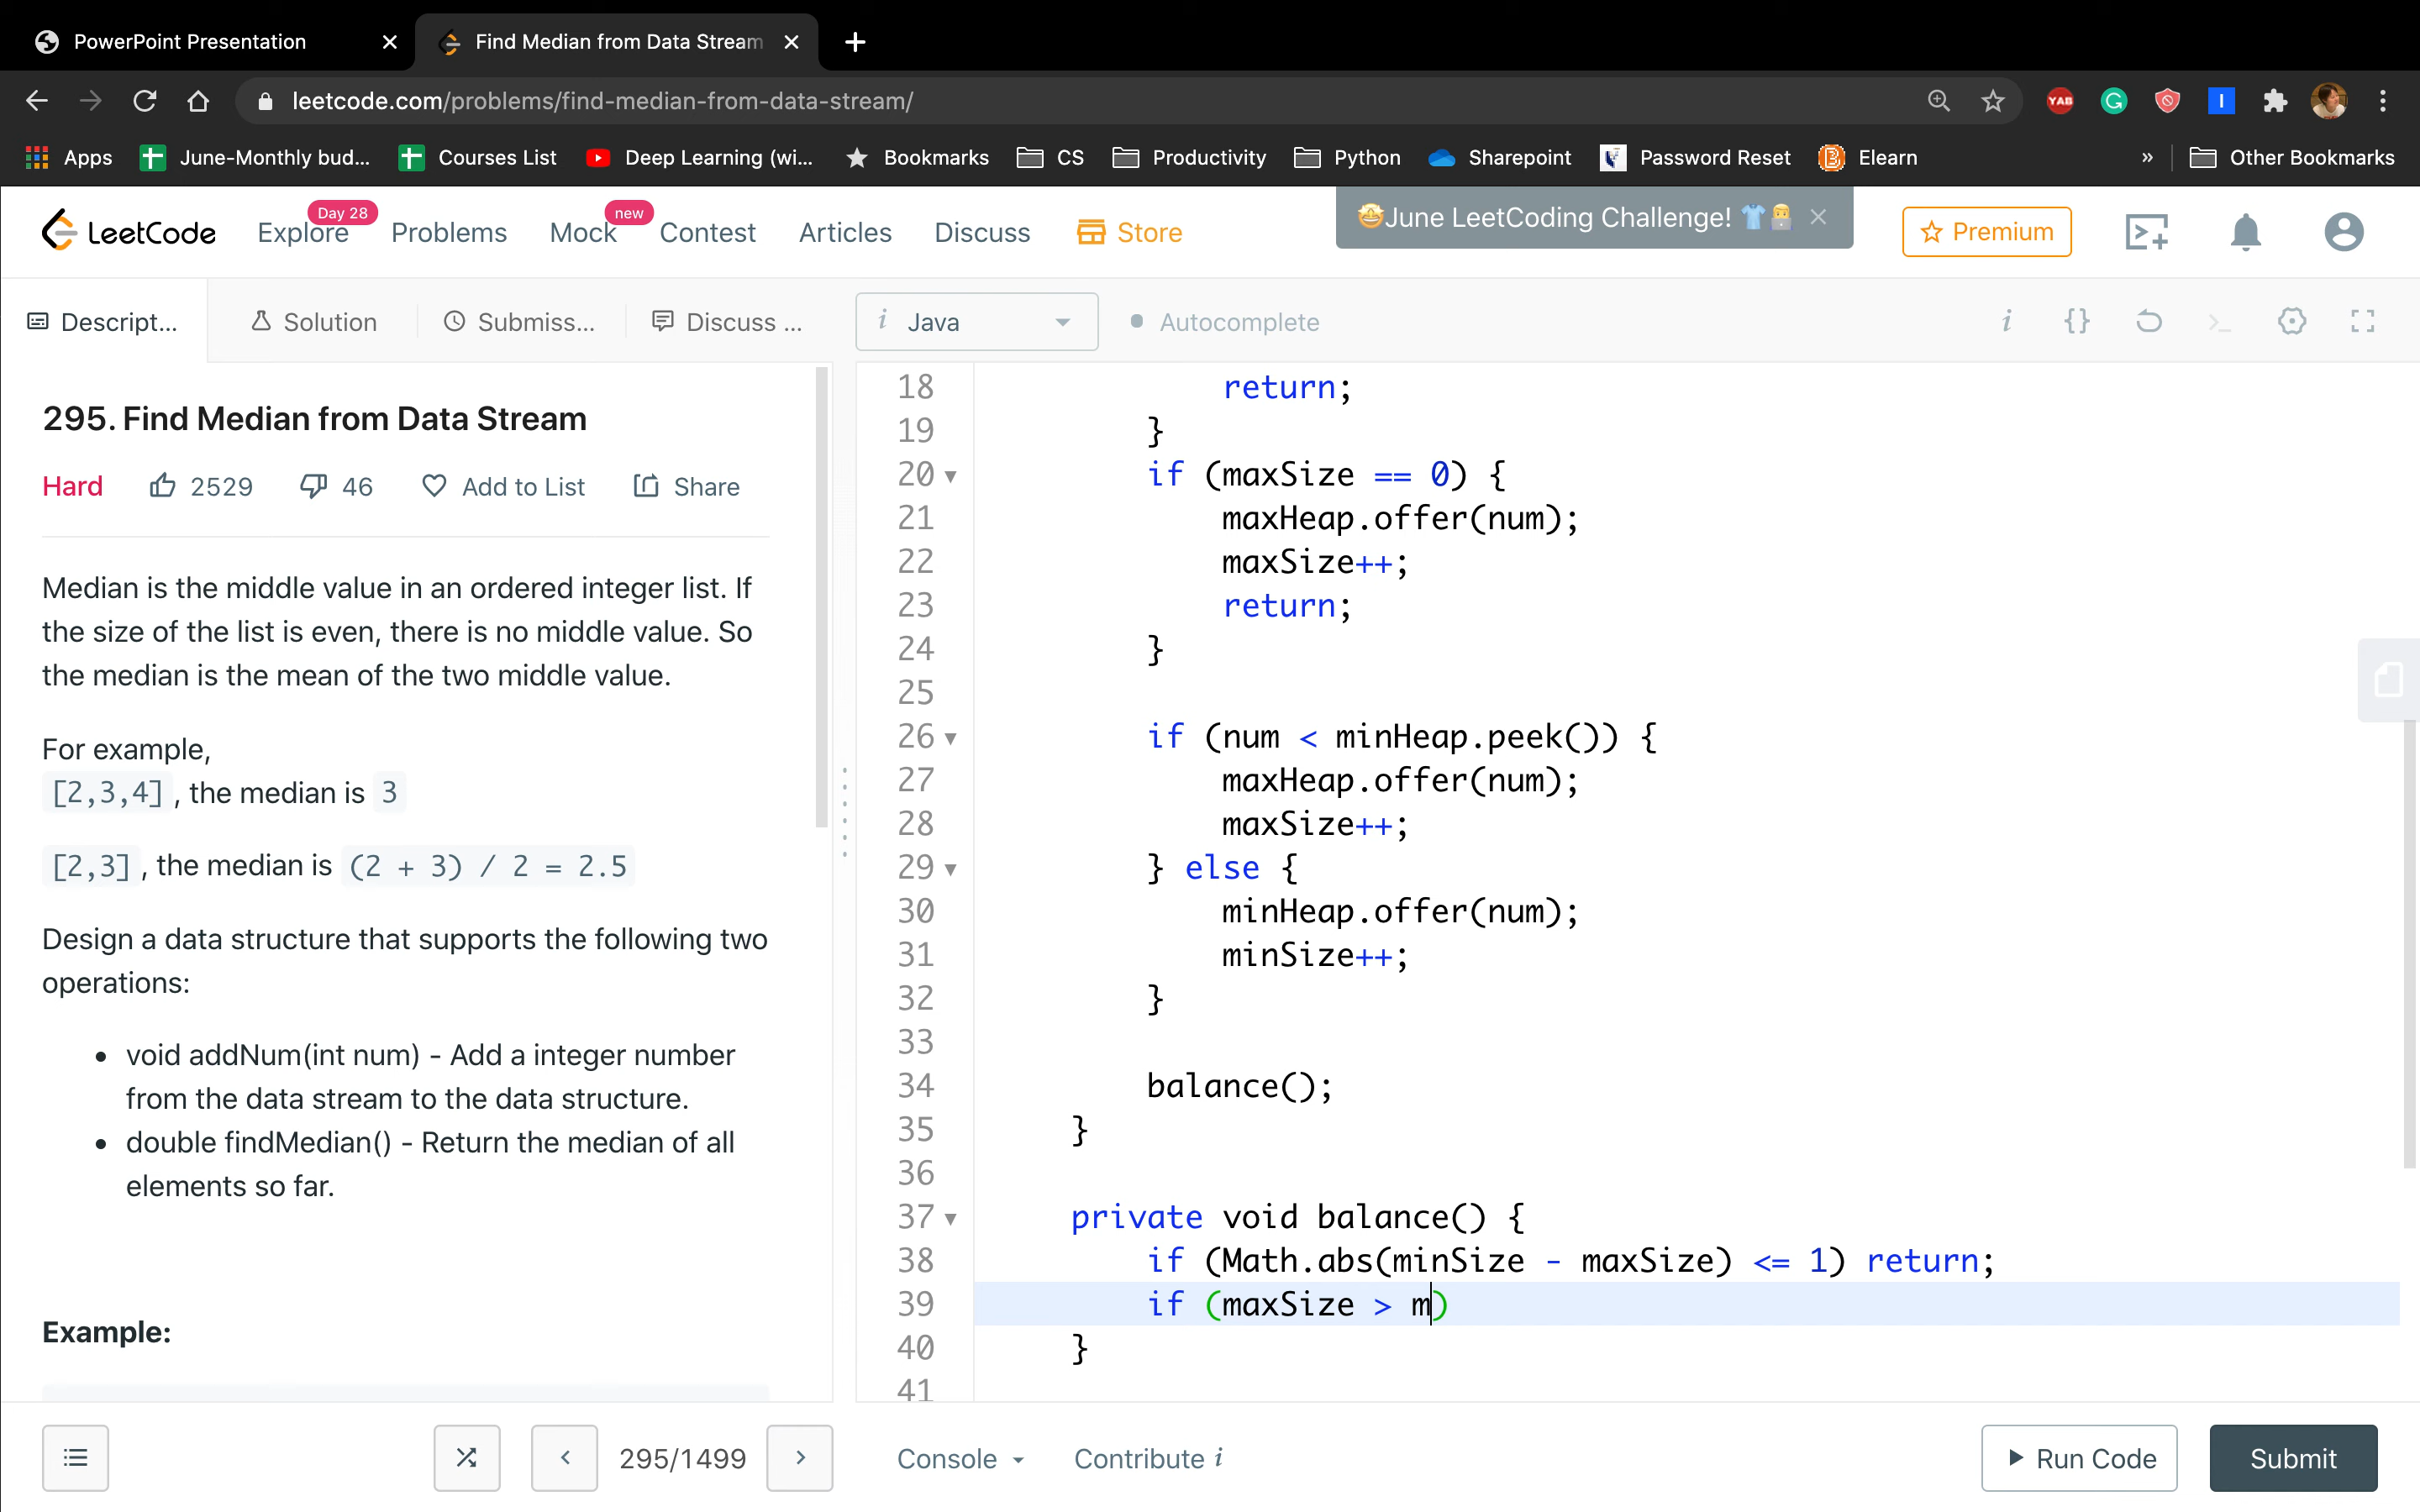 PowerPoint Presentation
Find Median from Data Stream
leetcode.com/problems/find-median-from-data-stream/
YAB
Apps
June-Monthly bud...
Courses List
Deep Learning (wi...
Bookmarks
CS
Productivity
Python
Sharepoint
Password Reset
Elearn
»
Other Bookmarks
LeetCode
Explore
Day 28
Problems
Mock
new
Contest
Articles
Discuss
Store
🤩June LeetCoding Challenge! 👕
Premium
Descript...
Solution
Submiss...
Discuss ...
i Java
Autocomplete
i {} >_
295. Find Median from Data Stream
Hard
2529
46
Add to List
Share
Median is the middle value in an ordered integer list. If
the size of the list is even, there is no middle value. So
the median is the mean of the two middle value.
For example,
[2,3,4] , the median is 3
[2,3] , the median is (2 + 3) / 2 = 2.5
Design a data structure that supports the following two
operations:
• void addNum(int num) - Add a integer number
from the data stream to the data structure.
• double findMedian() - Return the median of all
elements so far.
Example:
18 return;
19 }
20 if (maxSize == 0) {
21 maxHeap.offer(num);
22 maxSize++;
23 return;
24 }
25
26 if (num < minHeap.peek()) {
27 maxHeap.offer(num);
28 maxSize++;
29 } else {
30 minHeap.offer(num);
31 minSize++;
32 }
33
34 balance();
35 }
36
37 private void balance() {
38 if (Math.abs(minSize - maxSize) <= 1) return;
39 if (maxSize > m)
40 }
41
295/1499
Console
Contribute i
Run Code
Submit